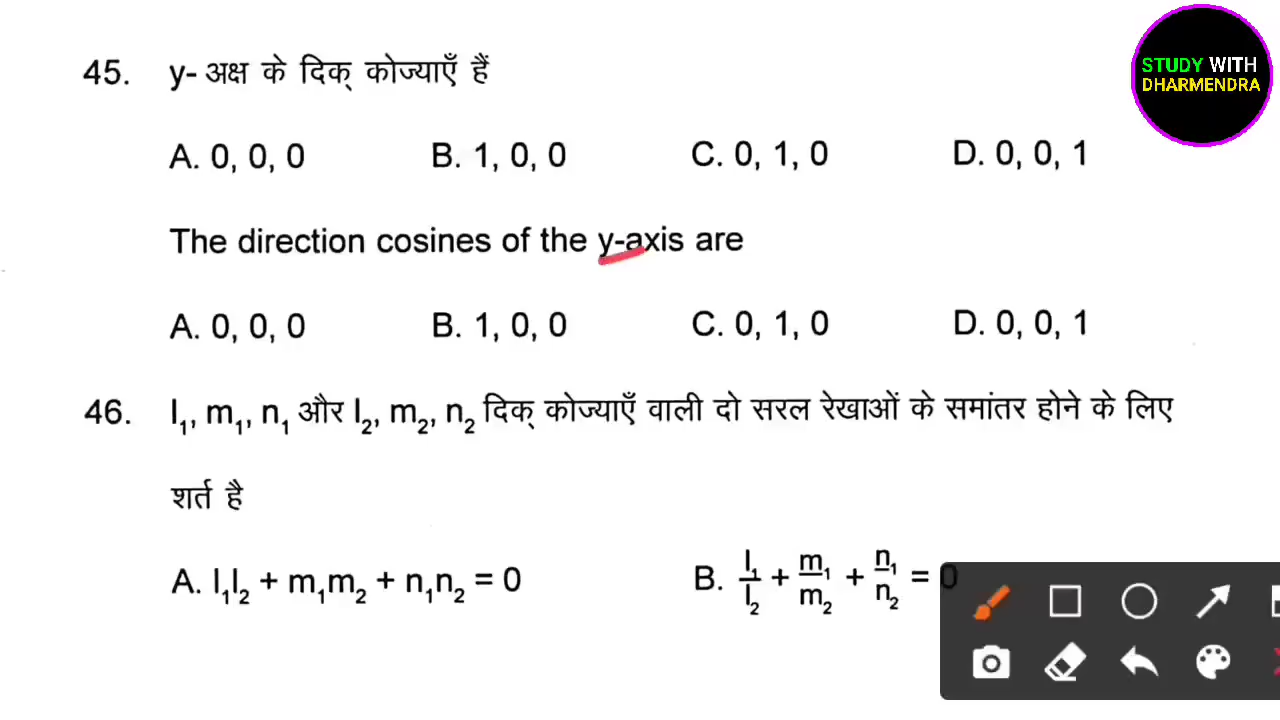 STUDY WITH
DHARMENDRA
45. y- अक्ष के दिक् कोज्याएँ हैं
A. 0, 0, 0 B. 1, 0, 0 C. 0, 1, 0 D. 0, 0, 1
The direction cosines of the y-axis are
A. 0, 0, 0 B. 1, 0, 0 C. 0, 1, 0 D. 0, 0, 1
46. l₁, m₁, n₁ और l₂, m₂, n₂ दिक् कोज्याएँ वाली दो सरल रेखाओं के समांतर होने के लिए
शर्त है
A. l₁l₂ + m₁m₂ + n₁n₂ = 0 B. l₁/l₂ + m₁/m₂ + n₁/n₂ = 0